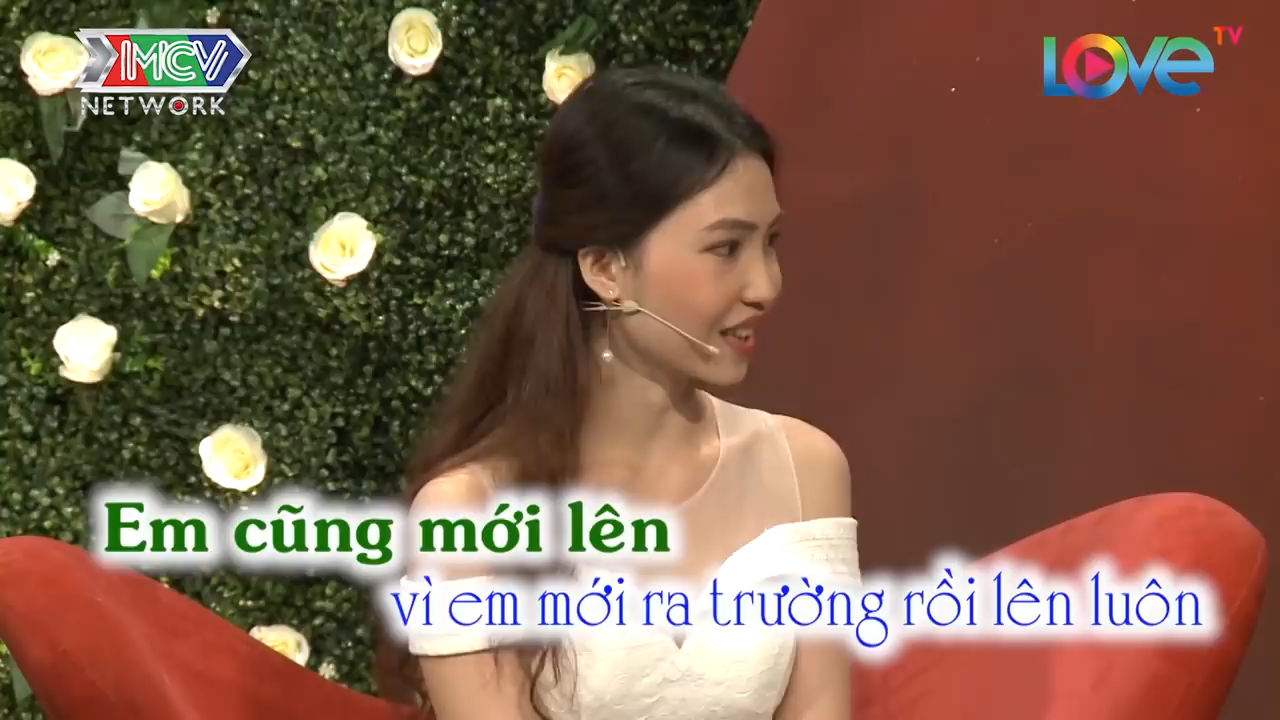 MCV
NETWORK
LOVE TV
Em cũng mới lên
vì em mới ra trường rồi lên luôn